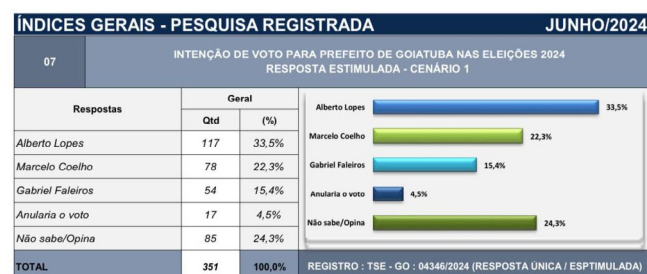 ÍNDICES GERAIS - PESQUISA REGISTRADA JUNHO/2024
07
INTENÇÃO DE VOTO PARA PREFEITO DE GOIATUBA NAS ELEIÇÕES 2024
RESPOSTA ESTIMULADA - CENÁRIO 1
Respostas
Geral
Qtd (%)
Alberto Lopes 117 33,5%
Marcelo Coelho 78 22,3%
Gabriel Faleiros 54 15,4%
Anularia o voto 17 4,5%
Não sabe/Opina 85 24,3%
TOTAL 351 100,0%
Alberto Lopes 33,5%
Marcelo Coelho 22,3%
Gabriel Faleiros 15,4%
Anularia o voto 4,5%
Não sabe/Opina 24,3%
REGISTRO : TSE - GO : 04346/2024 (RESPOSTA ÚNICA / ESPTIMULADA)